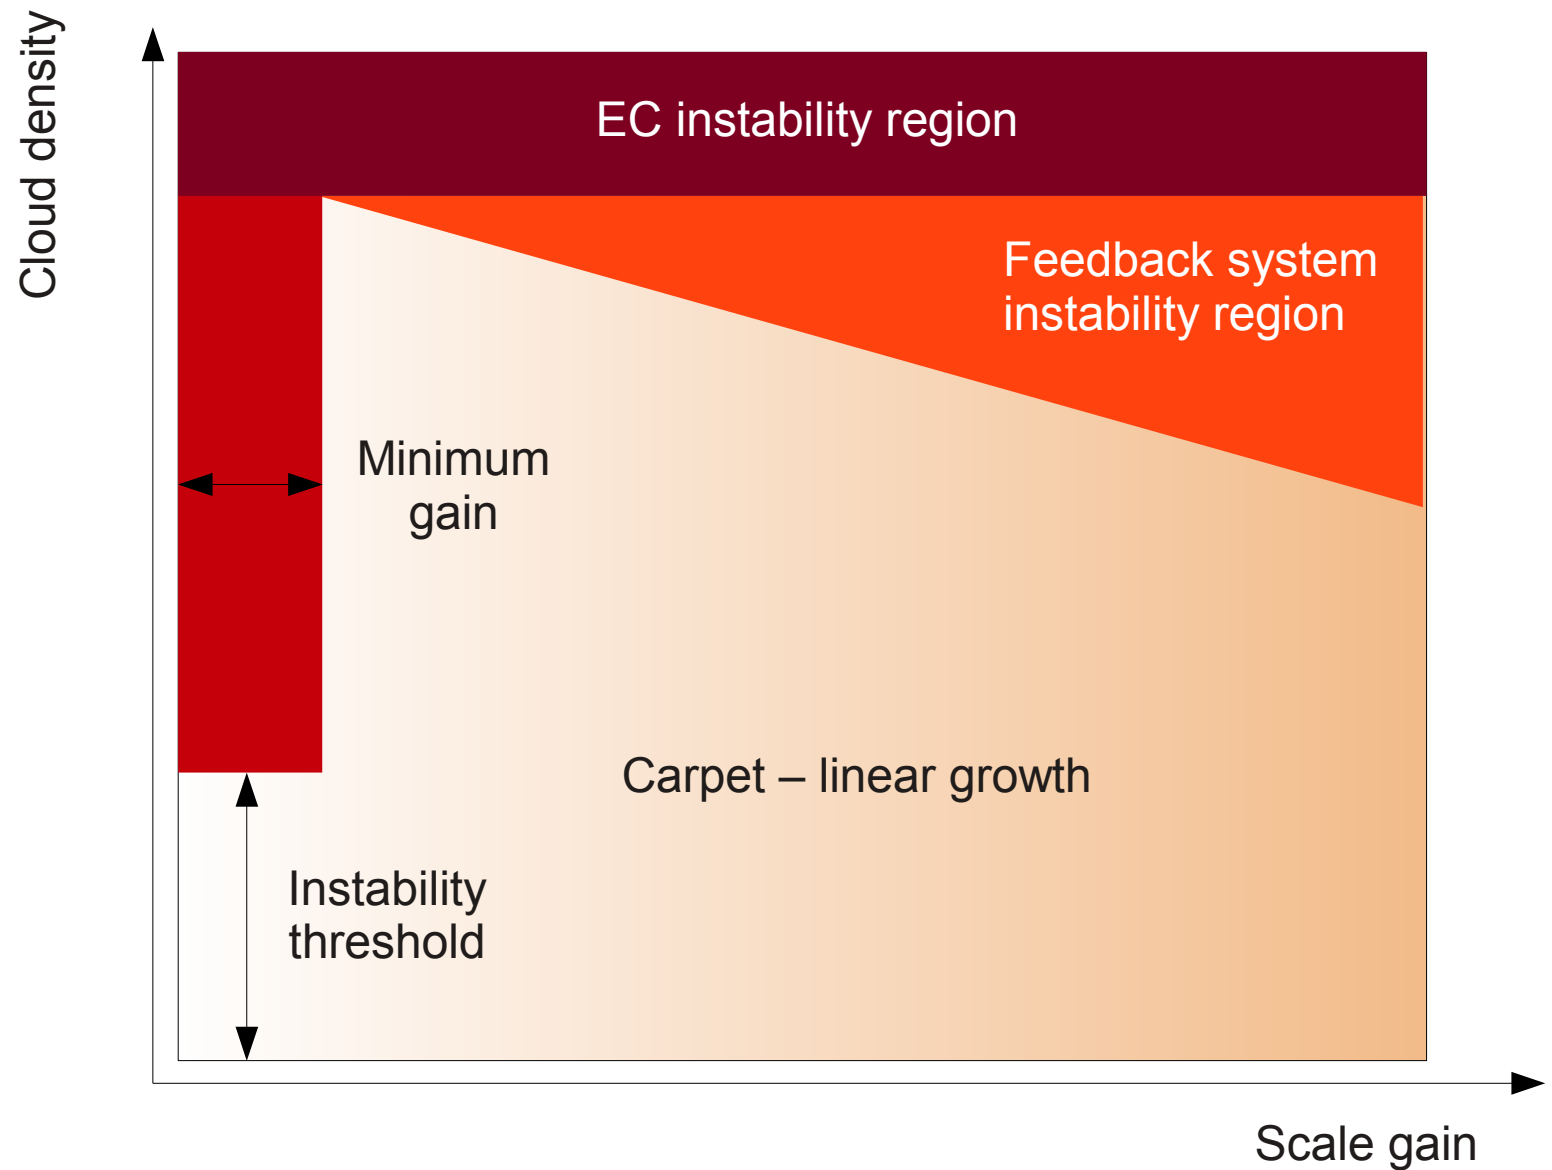 Cloud density
EC instability region
Feedback system
instability region
Minimum
gain
Carpet – linear growth
Instability
threshold
Scale gain